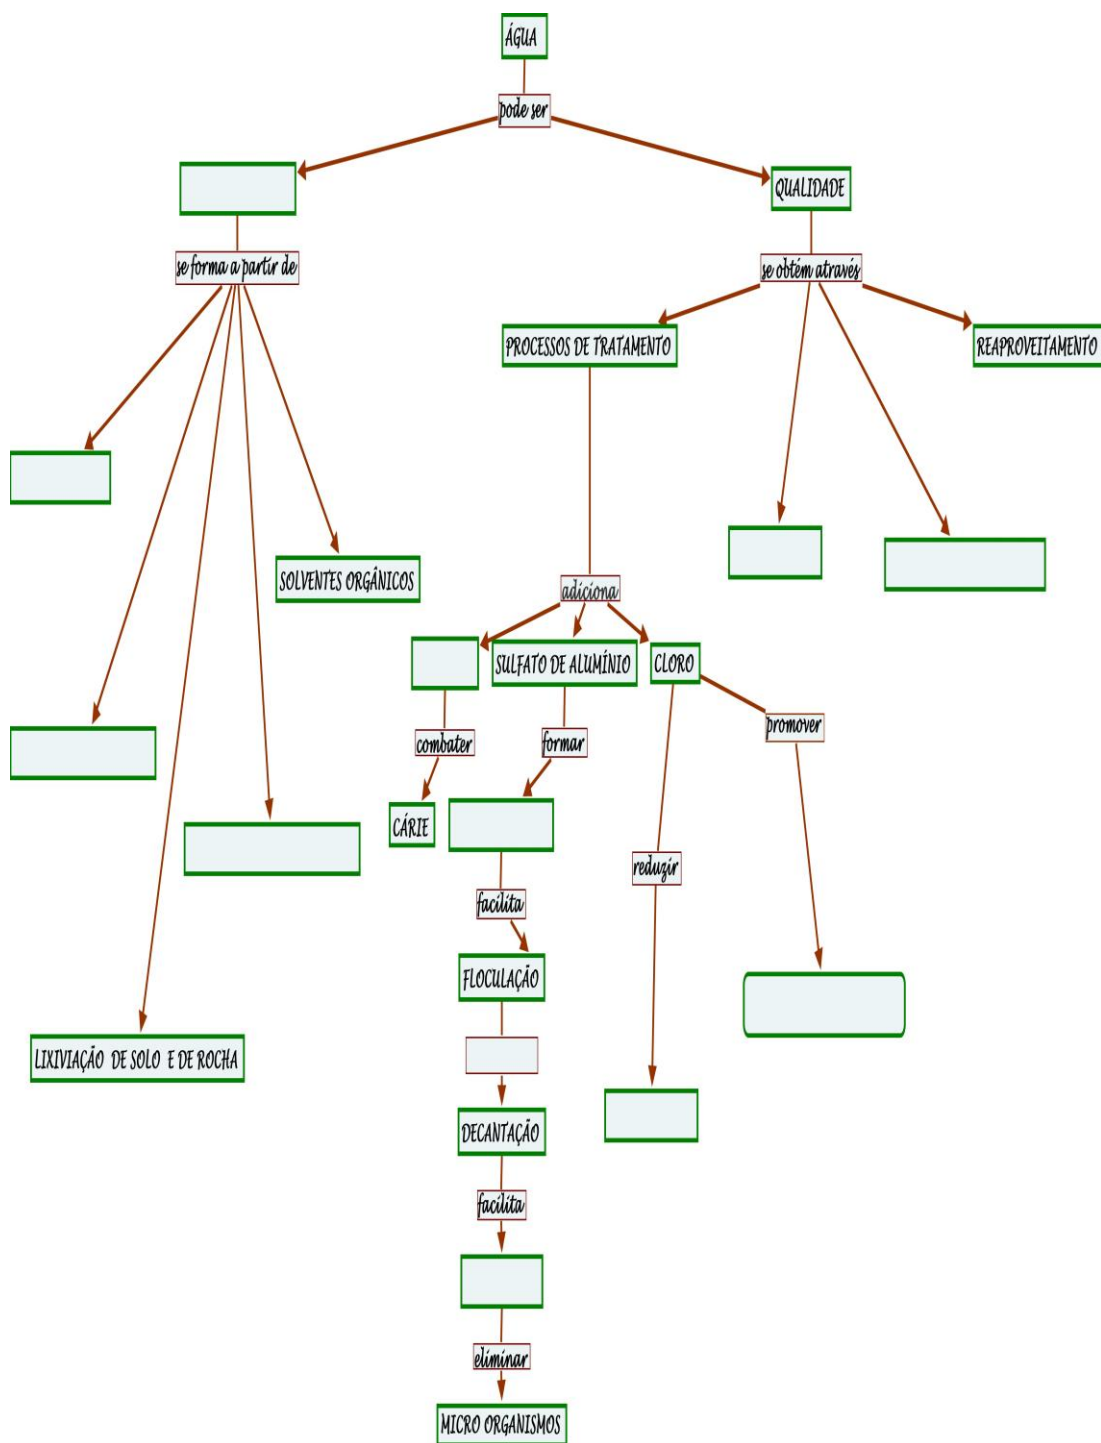 ÁGUA
pode ser
QUALIDADE
se forma a partir de
se obtém através
PROCESSOS DE TRATAMENTO
REAPROVEITAMENTO
SOLVENTES ORGÂNICOS
adiciona
SULFATO DE ALUMÍNIO
CLORO
combater
formar
promover
CÁRIE
reduzir
facilita
FLOCULAÇÃO
LIXIVIAÇÃO DE SOLO E DE ROCHA
DECANTAÇÃO
facilita
eliminar
MICRO ORGANISMOS